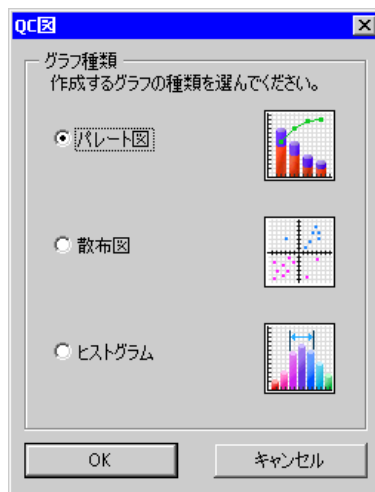 QC図
グラフ種類
作成するグラフの種類を選んでください。
パレート図
散布図
ヒストグラム
OK
キャンセル